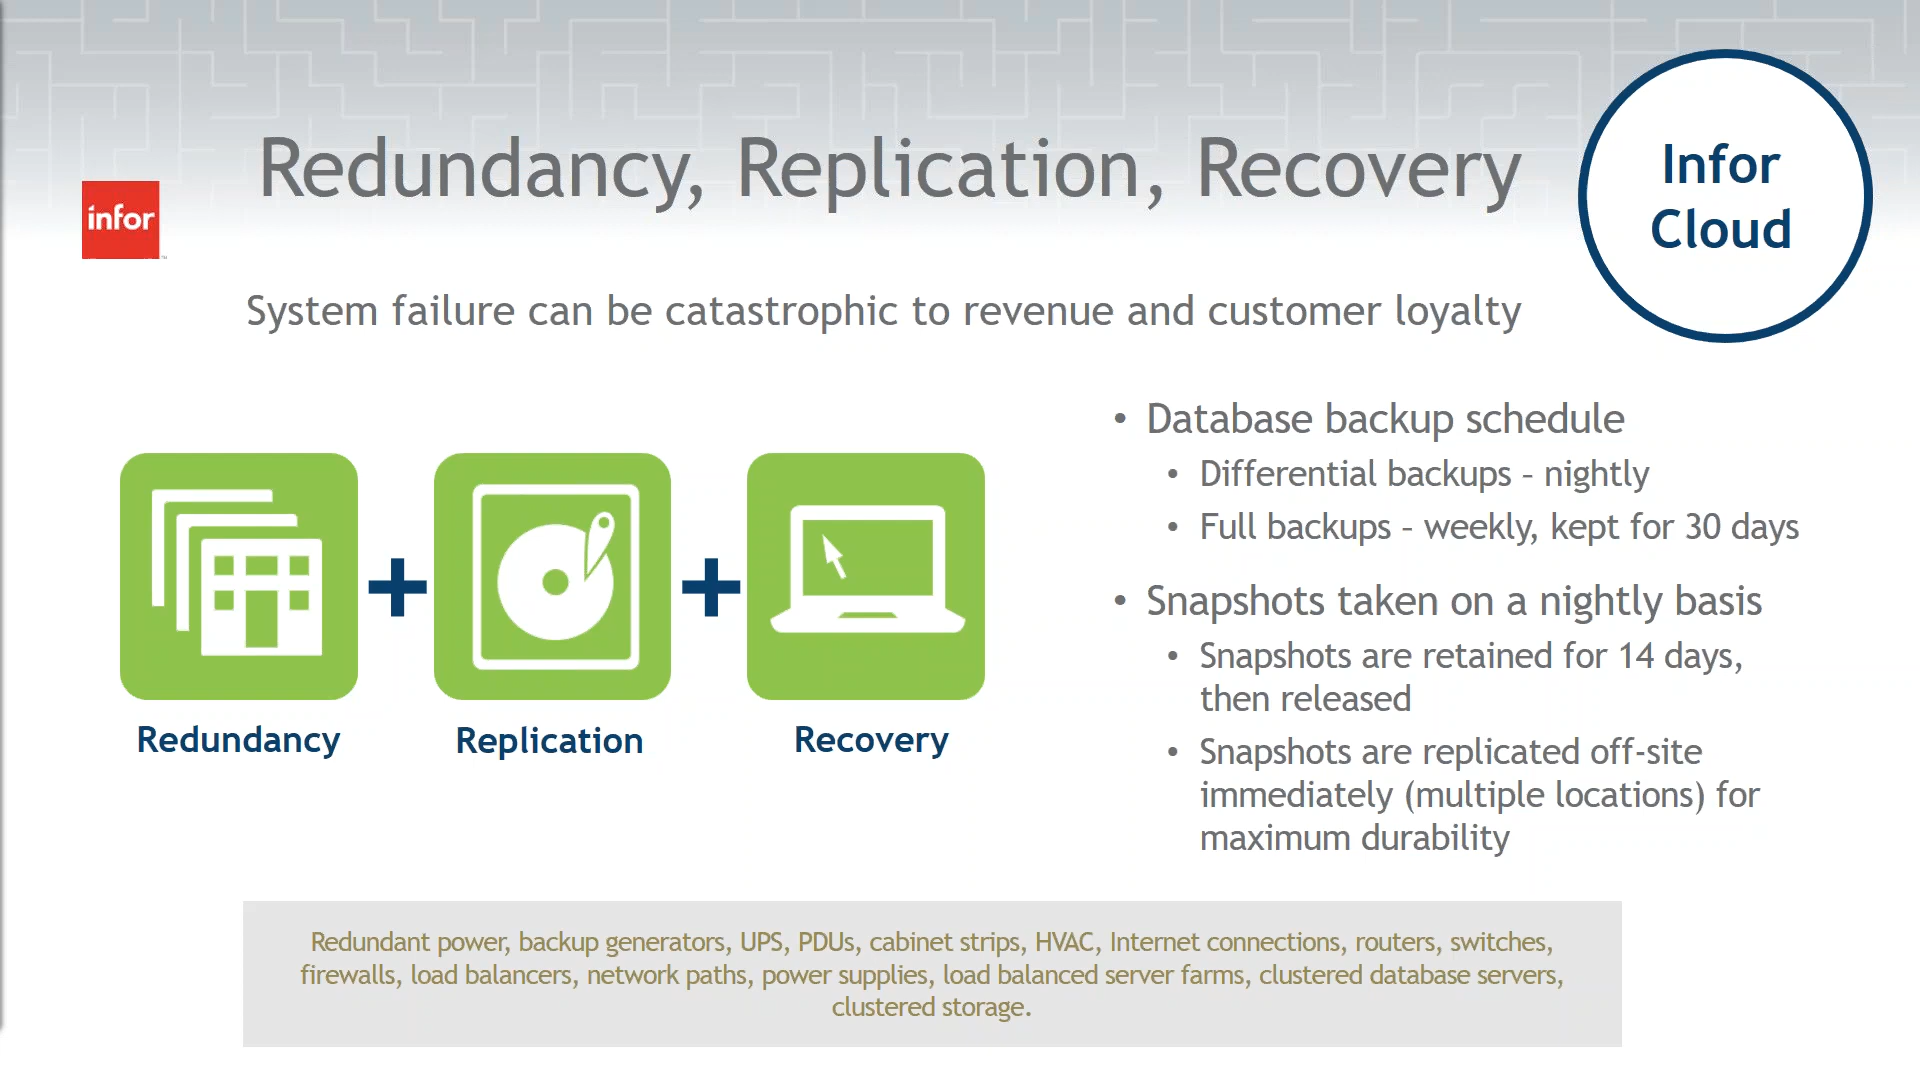 Redundancy, Replication, Recovery
Infor
Cloud
infor
System failure can be catastrophic to revenue and customer loyalty
• Database backup schedule
• Differential backups – nightly
• Full backups – weekly, kept for 30 days
• Snapshots taken on a nightly basis
• Snapshots are retained for 14 days,
then released
• Snapshots are replicated off-site
immediately (multiple locations) for
maximum durability
Redundancy
Replication
Recovery
Redundant power, backup generators, UPS, PDUs, cabinet strips, HVAC, Internet connections, routers, switches,
firewalls, load balancers, network paths, power supplies, load balanced server farms, clustered database servers,
clustered storage.